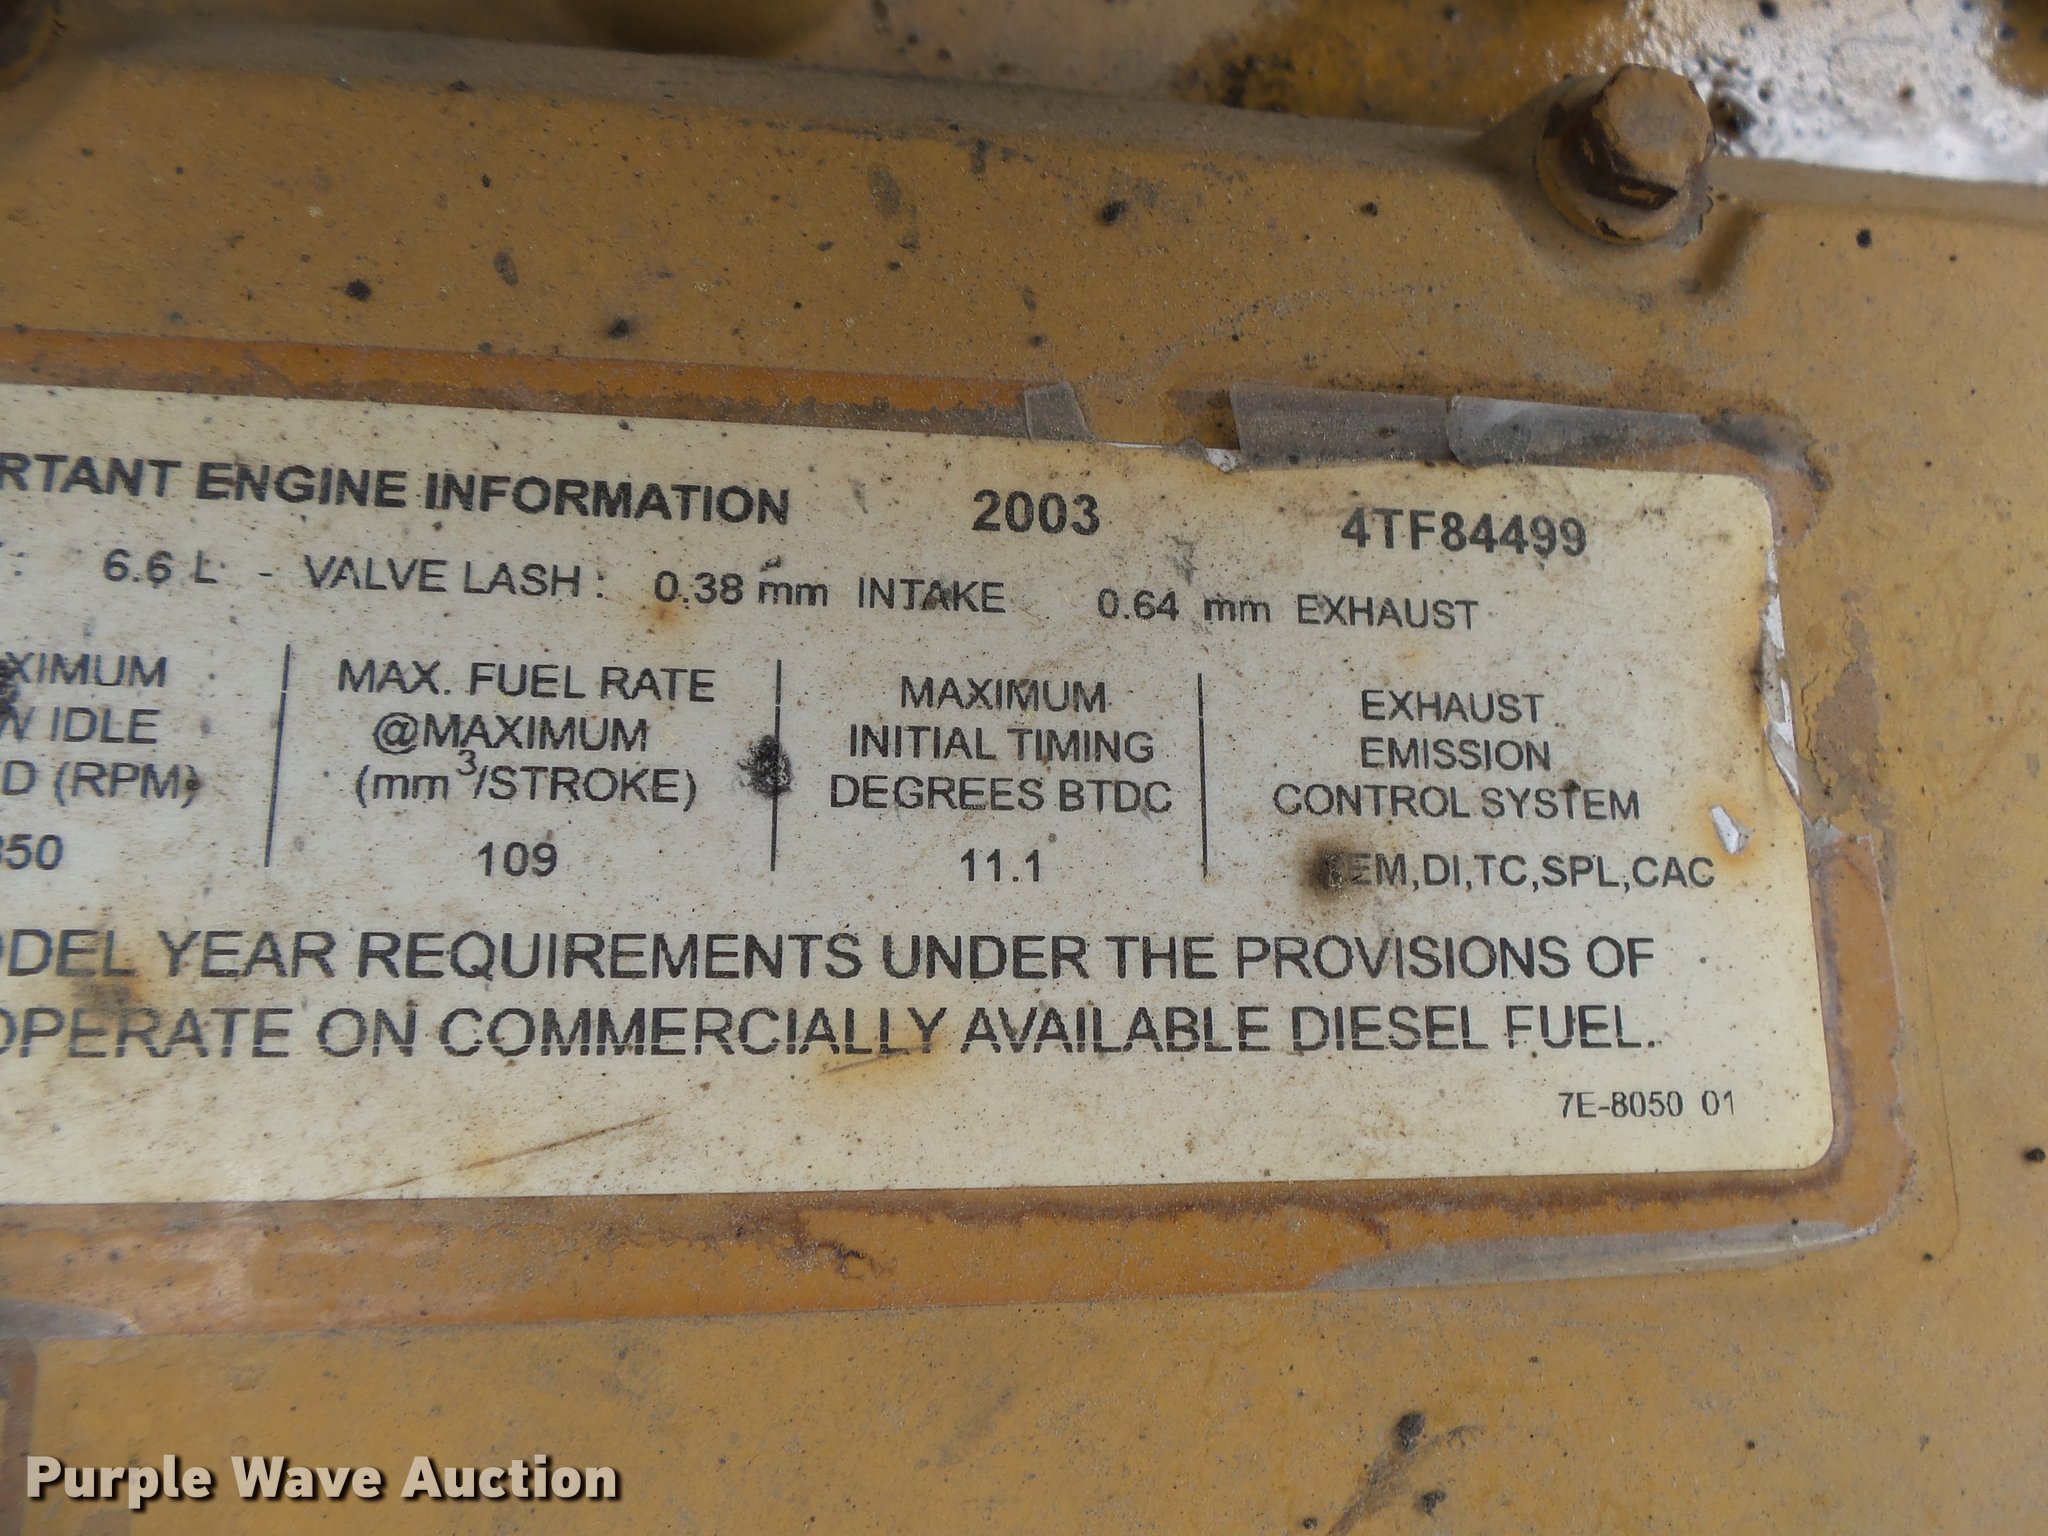 ENGINE INFORMATION 2003 4TF84499
6.6 L - VALVE LASH : 0.38 mm INTAKE 0.64 mm EXHAUST
MAX. FUEL RATE
@MAXIMUM
(mm³/STROKE)
109
IDLE
(RPM)
MAXIMUM
INITIAL TIMING
DEGREES BTDC
11.1
EXHAUST
EMISSION
CONTROL SYSTEM
EM,DI,TC,SPL,CAC
YEAR REQUIREMENTS UNDER THE PROVISIONS OF
OPERATE ON COMMERCIALLY AVAILABLE DIESEL FUEL.
7E-8050 01
Purple Wave Auction